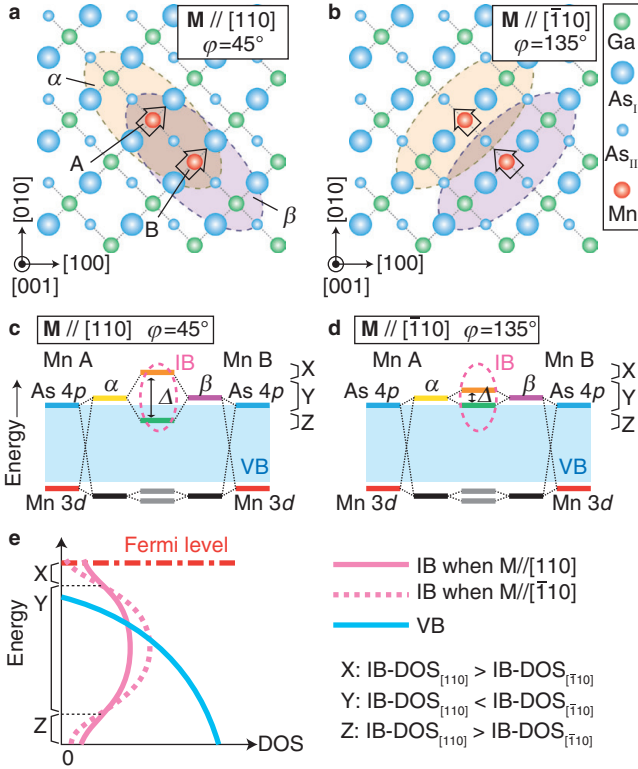 a
M // [110]
φ=45°
α
A
B
β
[010]
[100]
[001]
b
M // [1̄10]
φ=135°
[010]
[100]
[001]
Ga
As_I
As_II
Mn
c
M // [110] φ=45°
Mn A
IB
Mn B
X
As 4p
α
Δ
β
As 4p
Y
Z
Energy
VB
Mn 3d
Mn 3d
d
M // [1̄10] φ=135°
Mn A
IB
Mn B
X
As 4p
α
Δ
β
As 4p
Y
Z
VB
Mn 3d
Mn 3d
e
Fermi level
X
Y
Z
Energy
0
DOS
IB when M//[110]
IB when M//[1̄10]
VB
X: IB-DOS[110] > IB-DOS[1̄10]
Y: IB-DOS[110] < IB-DOS[1̄10]
Z: IB-DOS[110] > IB-DOS[1̄10]